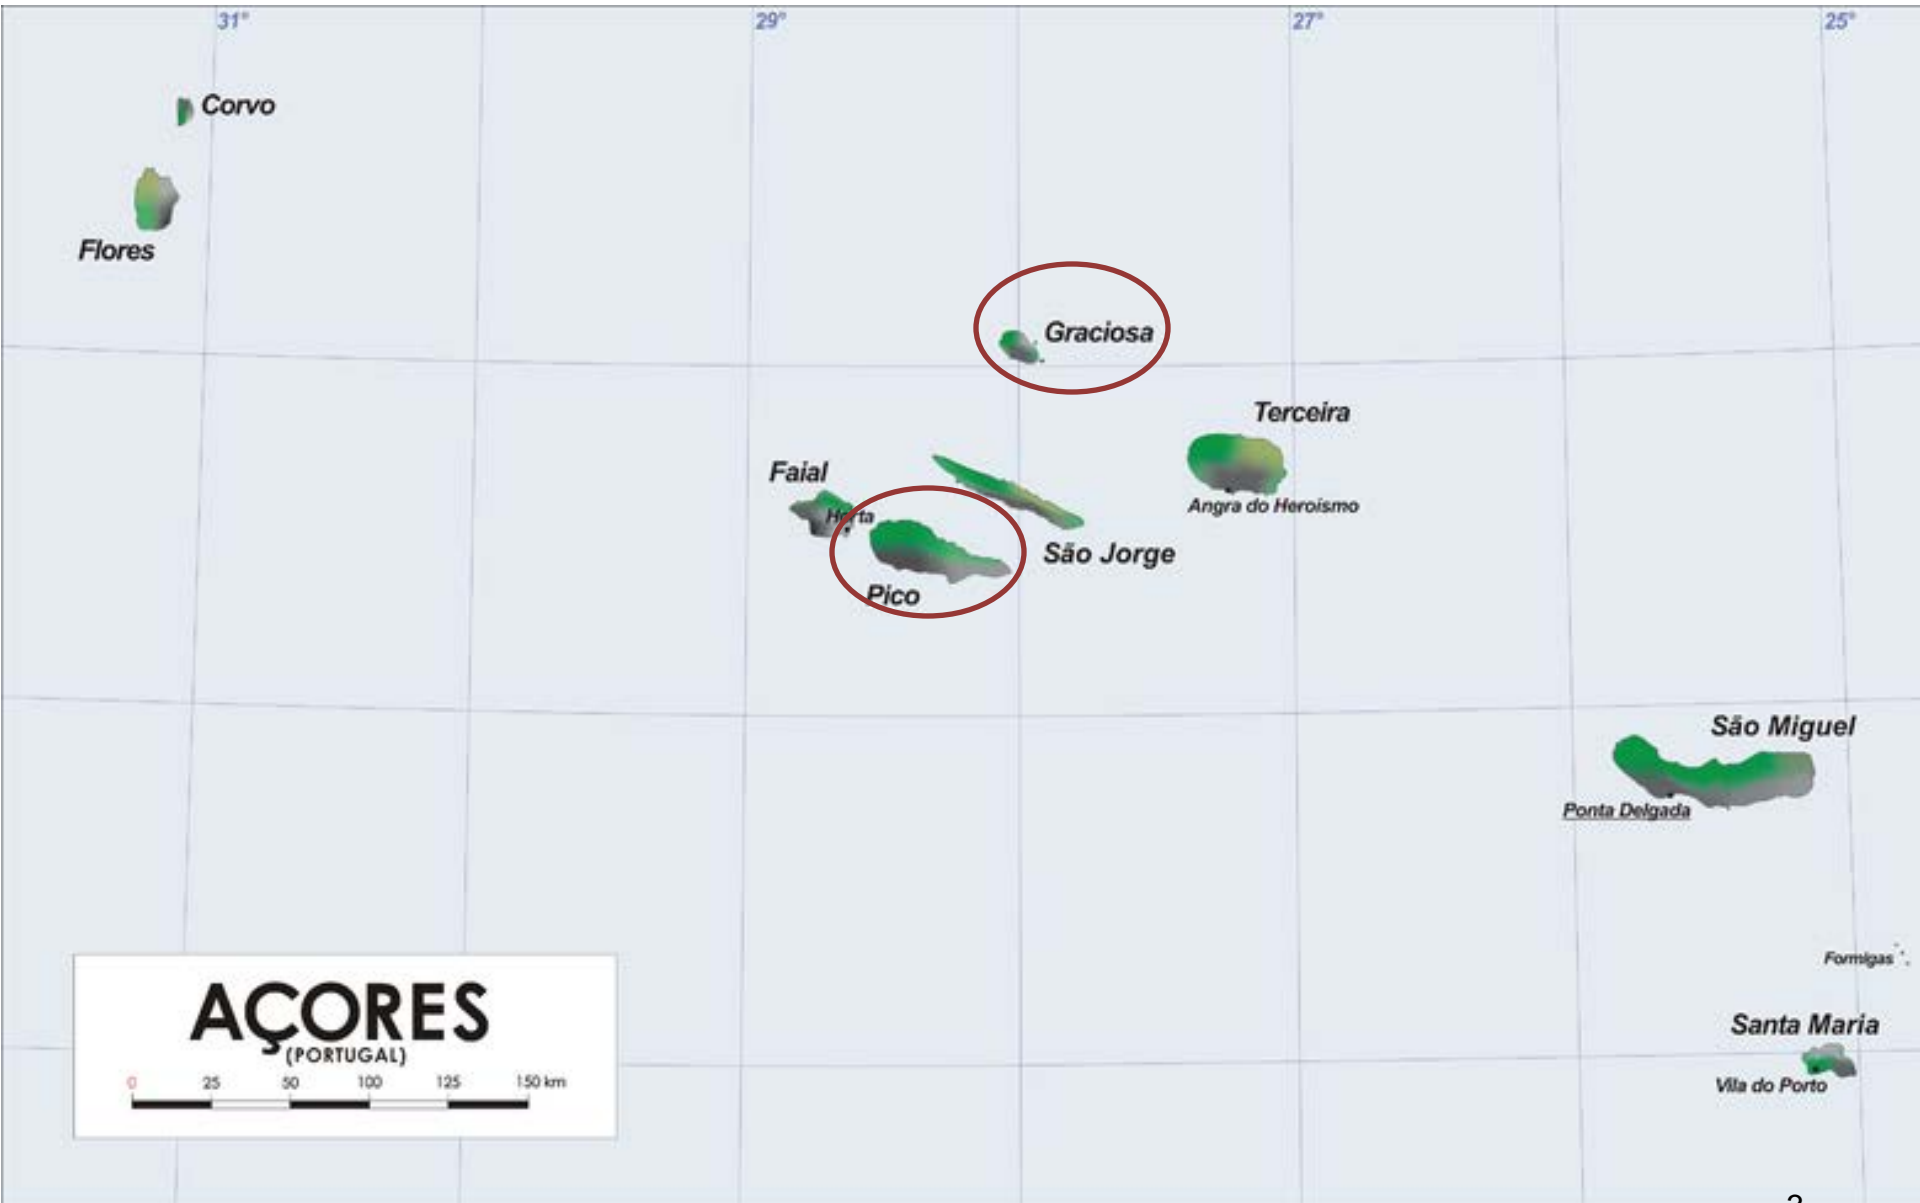 31°
29°
27°
25°
Corvo
Flores
Graciosa
Terceira
Faial
Angra do Heroísmo
Horta
São Jorge
Pico
São Miguel
Ponta Delgada
Formigas
AÇORES
Santa Maria
(PORTUGAL)
0 25 50 100 125 150 km
Vila do Porto